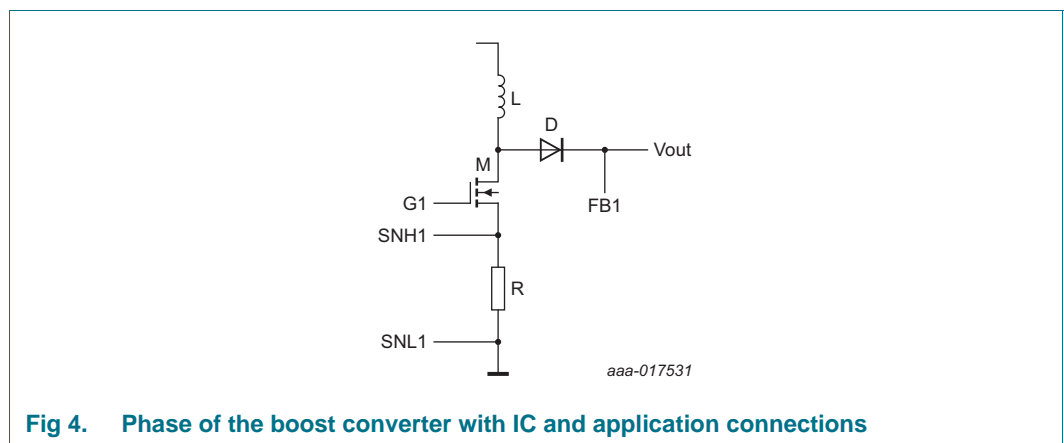 L
D
Vout
M
G1
FB1
SNH1
R
SNL1
aaa-017531
Fig 4. Phase of the boost converter with IC and application connections